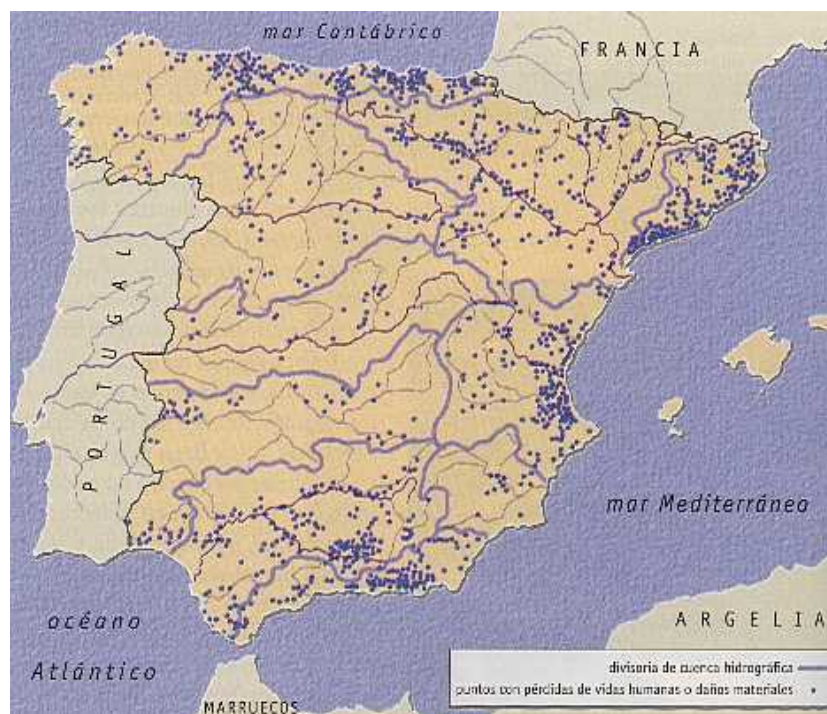 mar Cantábrico
FRANCIA
PORTUGAL
mar Mediterráneo
océano
Atlántico
ARGELIA
MARRUECOS
divisoria de cuenca hidrográfica
puntos con pérdidas de vidas humanas o daños materiales